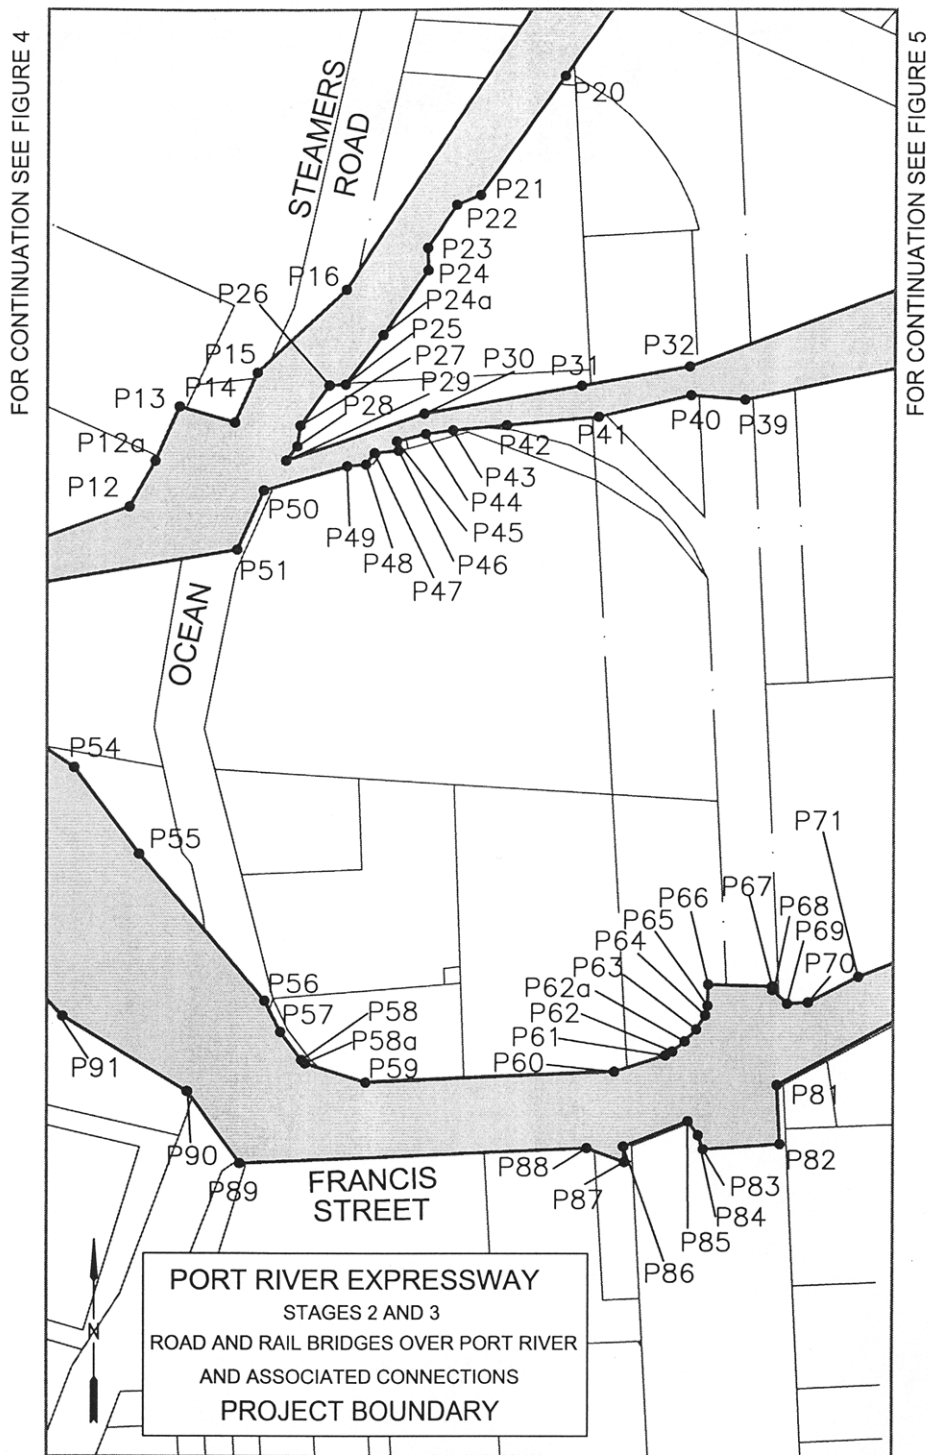 FOR CONTINUATION SEE FIGURE 4
FOR CONTINUATION SEE FIGURE 5
STEAMERS
ROAD
P20
P21
P22
P23
P24
P16
P26
P24a
P25
P27
P30
P29
P28
P31
P32
P15
P14
P13
P12a
P12
P40
P39
P41
P42
P43
P44
P45
P46
P47
P48
P49
P50
P51
OCEAN
P54
P55
P71
P67
P66
P68
P65
P69
P64
P70
P63
P62a
P62
P61
P60
P56
P57
P58
P58a
P59
P91
P81
P90
P89
P88
P82
P87
P83
P84
P85
P86
FRANCIS
STREET
N
PORT RIVER EXPRESSWAY
STAGES 2 AND 3
ROAD AND RAIL BRIDGES OVER PORT RIVER
AND ASSOCIATED CONNECTIONS
PROJECT BOUNDARY